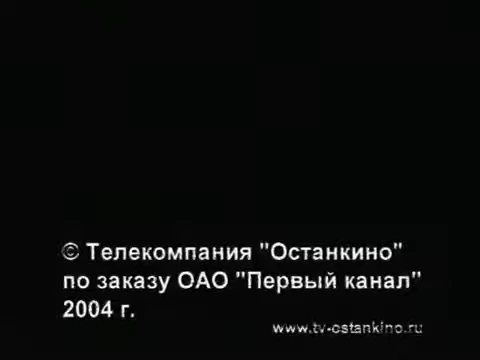 © Телекомпания "Останкино"
по заказу ОАО "Первый канал"
2004 г.
www.tv-ostankino.ru